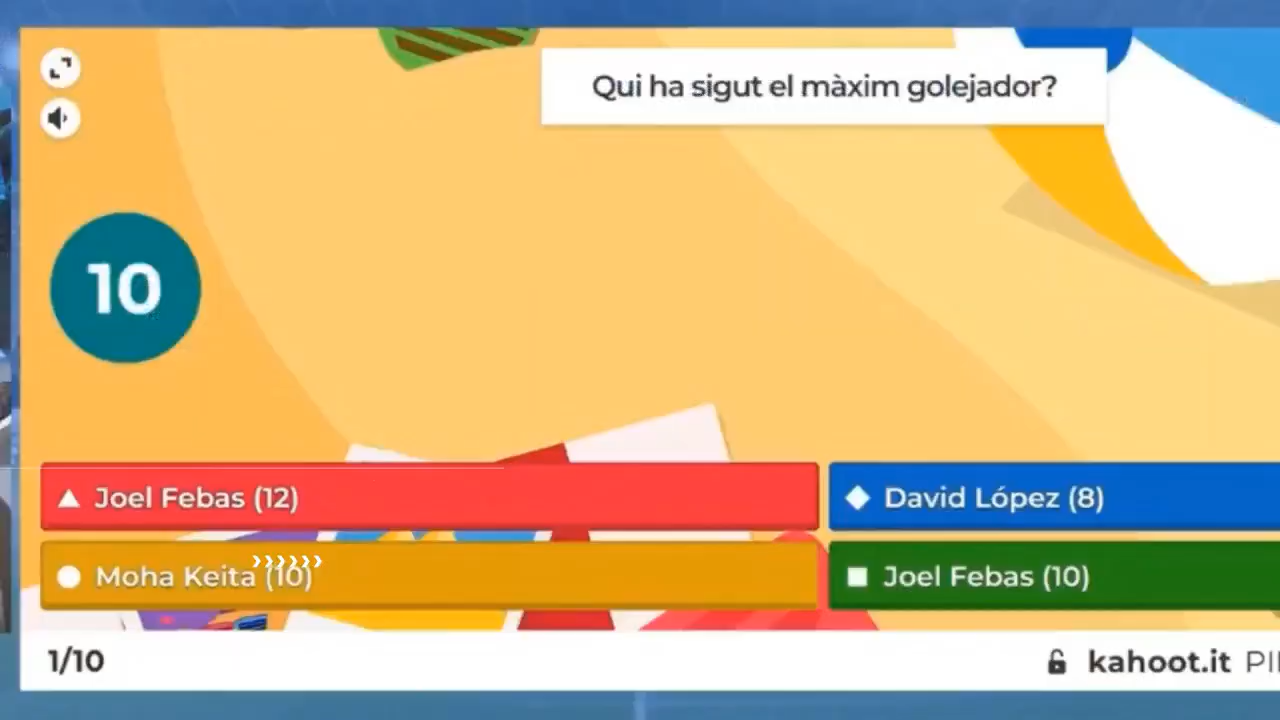 Qui ha sigut el màxim golejador?
10
Joel Febas (12)
David López (8)
Moha Keita (10)
Joel Febas (10)
1/10
kahoot.it